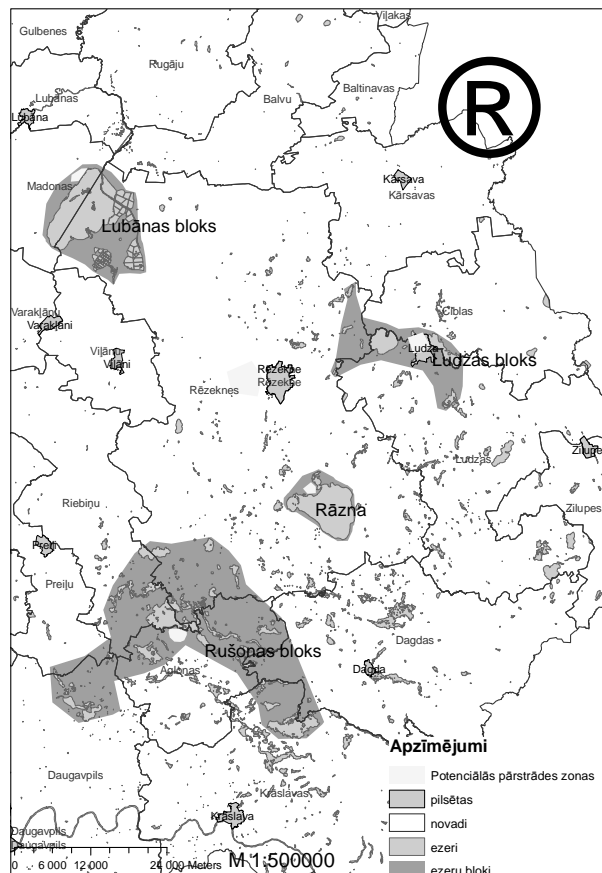 Viļakas
Gulbenes
Rugāju
Baltinavas
Balvu
R
Lubānas
Lubāna
Kārsava
Kārsavas
Madonas
Lubānas bloks
Varakļānu
Varakļāni
Ciblas
Viļānu
Viļāni
Ludza
Ludzas bloks
Rēzekne
Rēzekne
Rēzeknes
Zilupe
Ludzas
Riebiņu
Rāzna
Zilupes
Preiļi
Preiļu
Dagdas
Rušonas bloks
Aglonas
Dagda
Apzīmējumi
Potenciālās pārstrādes zonas
Daugavpils
Krāslavas
pilsētas
Krāslava
novadi
Daugavpils
Daugavpils
ezeri
0 6 000 12 000 24 000 Meters
M 1:500000
ezeru bloki